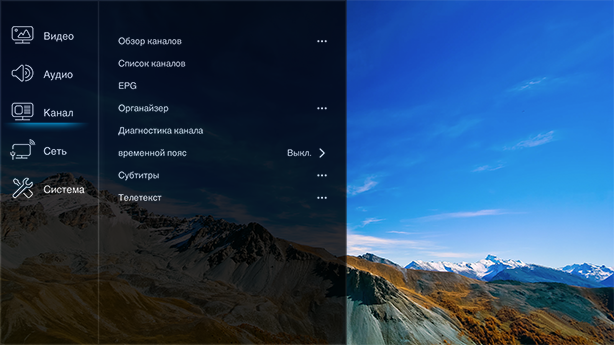 Видео
Аудио
Канал
Сеть
Система
Обзор каналов •••
Список каналов
EPG
Органайзер •••
Диагностика канала
временной пояс Выкл.
Субтитры •••
Телетекст •••